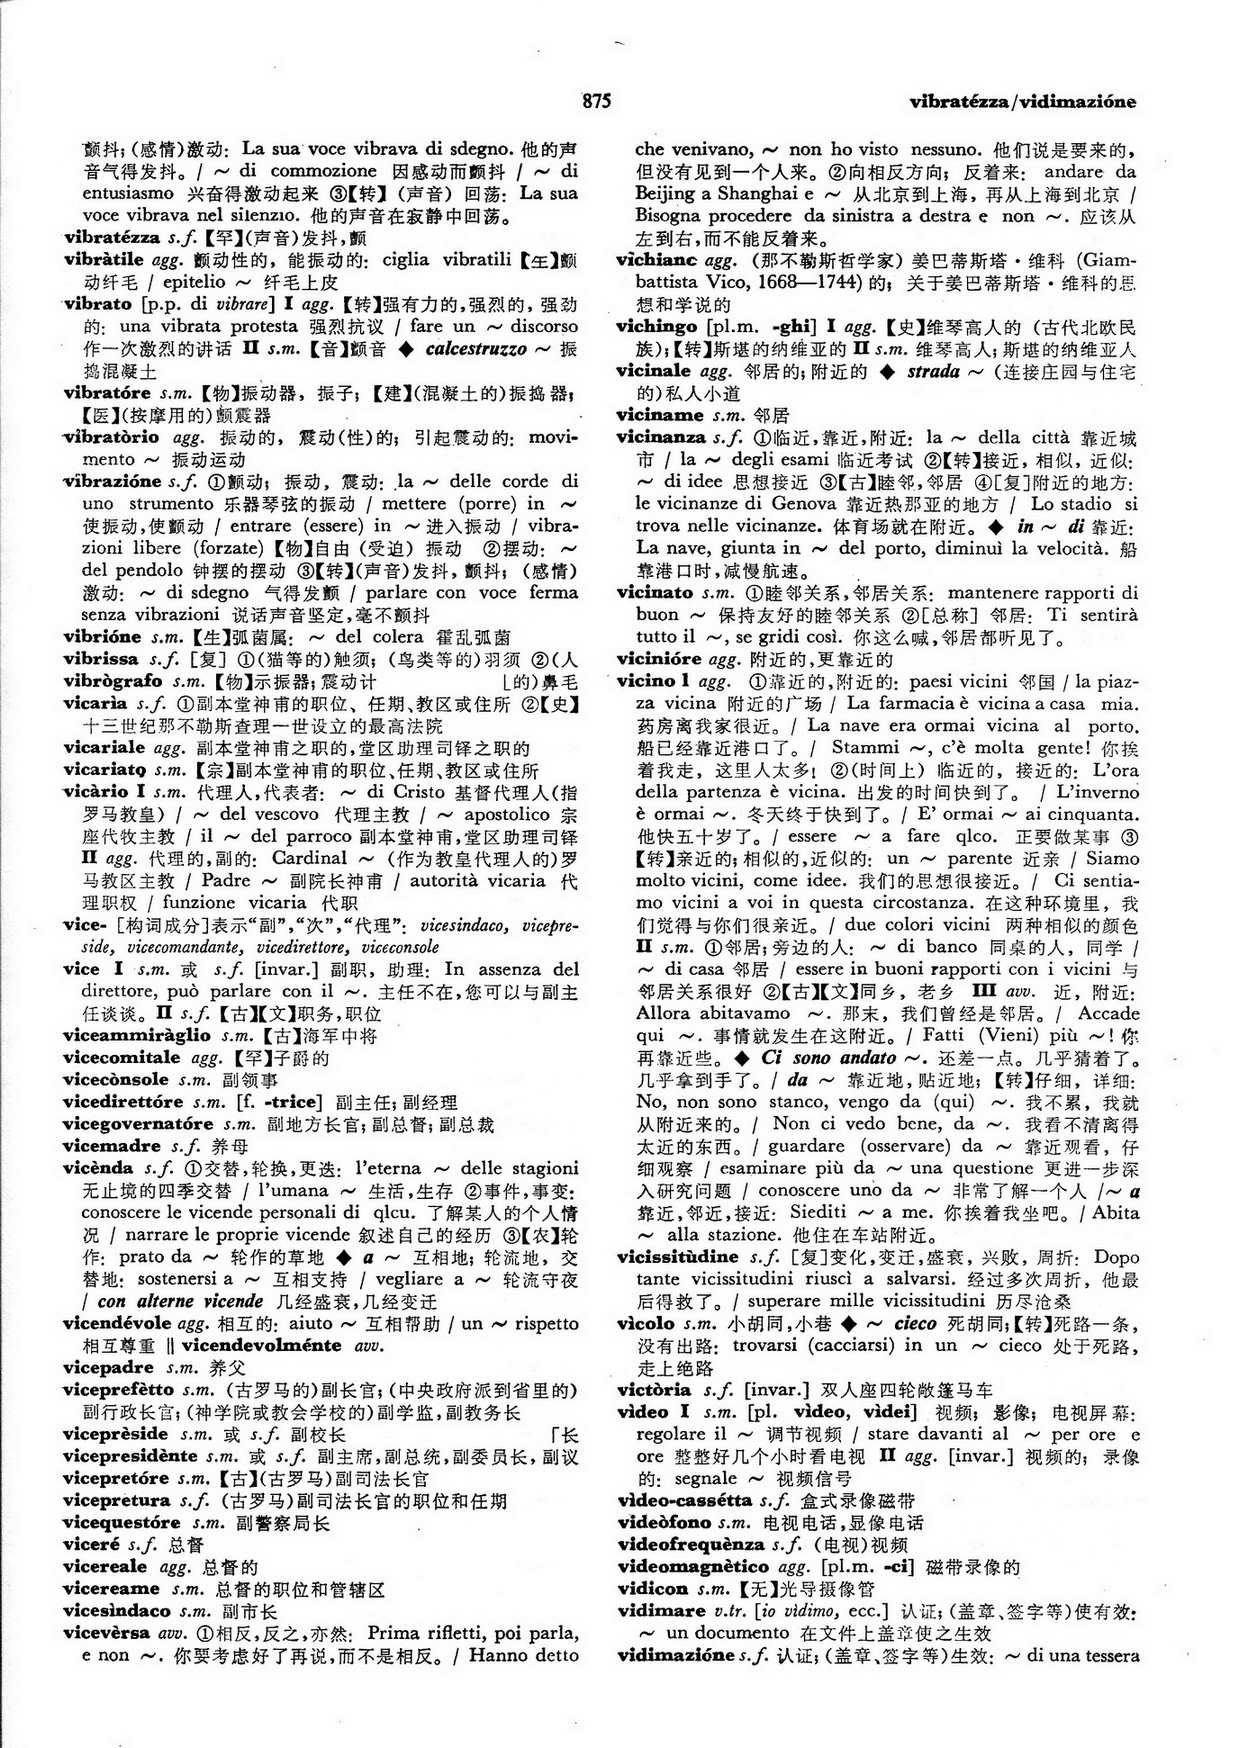 875
vibratézza/vidimazióne
颤抖；(感情)激动： La sua voce vibrava di sdegno. 他的声
音气得发抖。/ ～ di commozione 因感动而颤抖 / ～ di
entusiasmo 兴奋得激动起来 ③【转】(声音) 回荡： La sua
voce vibrava nel silenzio. 他的声音在寂静中回荡。
vibratézza s.f. 【罕】(声音)发抖，颤
vibràtile agg. 颤动性的，能振动的： ciglia vibratili 【生】颤
动纤毛 / epitelio ～ 纤毛上皮
vibrato [p.p. di vibrare] I agg. 【转】强有力的，强烈的，强劲
的： una vibrata protesta 强烈抗议 / fare un ～ discorso
作一次激烈的讲话 II s.m. 【音】颤音 ◆ calcestruzzo ～ 振
捣混凝土
vibratóre s.m. 【物】振动器，振子；【建】(混凝土的)振捣器；
【医】(按摩用的)颤震器
vibratòrio agg. 振动的，震动(性)的；引起震动的： movi-
mento ～ 振动运动
vibrazióne s.f. ①颤动；振动，震动： la ～ delle corde di
uno strumento 乐器琴弦的振动 / mettere (porre) in ～
使振动，使颤动 / entrare (essere) in ～ 进入振动 / vibra-
zioni libere (forzate) 【物】自由 (受迫) 振动 ②摆动： ～
del pendolo 钟摆的摆动 ③【转】(声音)发抖，颤抖；(感情)
激动： ～ di sdegno 气得发颤 / parlare con voce ferma
senza vibrazioni 说话声音坚定，毫不颤抖
vibrióne s.m. 【生】弧菌属： ～ del colera 霍乱弧菌
vibrissa s.f. [复] ①(猫等的)触须；(鸟类等的)羽须 ②(人
vibrògrafo s.m. 【物】示振器；震动计 ⌊的)鼻毛
vicaria s.f. ①副本堂神甫的职位、任期、教区或住所 ②【史】
十三世纪那不勒斯查理一世设立的最高法院
vicariale agg. 副本堂神甫之职的，堂区助理司铎之职的
vicariato s.m. 【宗】副本堂神甫的职位、任期、教区或住所
vicàrio I s.m. 代理人，代表者： ～ di Cristo 基督代理人(指
罗马教皇) / ～ del vescovo 代理主教 / ～ apostolico 宗
座代牧主教 / il ～ del parroco 副本堂神甫，堂区助理司铎
II agg. 代理的，副的： Cardinal ～ (作为教皇代理人的)罗
马教区主教 / Padre ～ 副院长神甫 / autorità vicaria 代
理职权 / funzione vicaria 代职
vice- [构词成分]表示“副”，“次”，“代理”： vicesindaco, vicepre-
side, vicecomandante, vicedirettore, viceconsole
vice I s.m. 或 s.f. [invar.] 副职，助理： In assenza del
direttore, può parlare con il ～. 主任不在，您可以与副主
任谈谈。II s.f. 【古】【文】职务，职位
viceammiràglio s.m. 【古】海军中将
vicecomitale agg. 【罕】子爵的
vicecònsole s.m. 副领事
vicedirettóre s.m. [f. -trice] 副主任；副经理
vicegovernatóre s.m. 副地方长官；副总督；副总裁
vicemadre s.f. 养母
vicènda s.f. ①交替，轮换，更迭： l'eterna ～ delle stagioni
无止境的四季交替 / l'umana ～ 生活，生存 ②事件，事变：
conoscere le vicende personali di qlcu. 了解某人的个人情
况 / narrare le proprie vicende 叙述自己的经历 ③【农】轮
作： prato da ～ 轮作的草地 ◆ a ～ 互相地；轮流地，交
替地： sostenersi a ～ 互相支持 / vegliare a ～ 轮流守夜
/ con alterne vicende 几经盛衰，几经变迁
vicendévole agg. 相互的： aiuto ～ 互相帮助 / un ～ rispetto
相互尊重 ‖ vicendevolménte avv.
vicepadre s.m. 养父
viceprefètto s.m. (古罗马的)副长官；(中央政府派到省里的)
副行政长官；(神学院或教会学校的)副学监，副教务长
viceprèside s.m. 或 s.f. 副校长 ⌈长
vicepresidènte s.m. 或 s.f. 副主席，副总统，副委员长，副议
vicepretóre s.m. 【古】(古罗马)副司法长官
vicepretura s.f. (古罗马)副司法长官的职位和任期
vicequestóre s.m. 副警察局长
viceré s.f. 总督
vicereale agg. 总督的
vicereame s.m. 总督的职位和管辖区
vicesìndaco s.m. 副市长
vicevèrsa avv. ①相反，反之，亦然： Prima rifletti, poi parla,
e non ～. 你要考虑好了再说，而不是相反。/ Hanno detto
che venivano, ～ non ho visto nessuno. 他们说是要来的，
但没有见到一个人来。②向相反方向；反着来： andare da
Beijing a Shanghai e ～ 从北京到上海，再从上海到北京 /
Bisogna procedere da sinistra a destra e non ～. 应该从
左到右，而不能反着来。
vichiano agg. (那不勒斯哲学家) 姜巴蒂斯塔·维科 (Giam-
battista Vico, 1668—1744) 的；关于姜巴蒂斯塔·维科的思
想和学说的
vichingo [pl.m. -ghi] I agg. 【史】维琴高人的 (古代北欧民
族)；【转】斯堪的纳维亚的 II s.m. 维琴高人；斯堪的纳维亚人
vicinale agg. 邻居的；附近的 ◆ strada ～ (连接庄园与住宅
的)私人小道
viciname s.m. 邻居
vicinanza s.f. ①临近，靠近，附近： la ～ della città 靠近城
市 / la ～ degli esami 临近考试 ②【转】接近，相似，近似：
～ di idee 思想接近 ③【古】睦邻，邻居 ④[复]附近的地方：
le vicinanze di Genova 靠近热那亚的地方 / Lo stadio si
trova nelle vicinanze. 体育场就在附近。◆ in ～ di 靠近：
La nave, giunta in ～ del porto, diminuì la velocità. 船
靠港口时，减慢航速。
vicinato s.m. ①睦邻关系，邻居关系： mantenere rapporti di
buon ～ 保持友好的睦邻关系 ②[总称] 邻居： Ti sentirà
tutto il ～, se gridi così. 你这么喊，邻居都听见了。
viciniόre agg. 附近的，更靠近的
vicino 1 agg. ①靠近的，附近的： paesi vicini 邻国 / la piaz-
za vicina 附近的广场 / La farmacia è vicina a casa mia.
药房离我家很近。/ La nave era ormai vicina al porto.
船已经靠近港口了。/ Stammi ～, c'è molta gente! 你挨
着我走，这里人太多！②(时间上) 临近的，接近的： L'ora
della partenza è vicina. 出发的时间快到了。/ L'inverno
è ormai ～. 冬天终于快到了。/ E' ormai ～ ai cinquanta.
他快五十岁了。/ essere ～ a fare qlco. 正要做某事 ③
【转】亲近的；相似的，近似的： un ～ parente 近亲 / Siamo
molto vicini, come idee. 我们的思想很接近。/ Ci sentia-
mo vicini a voi in questa circostanza. 在这种环境里，我
们觉得与你们很亲近。/ due colori vicini 两种相似的颜色
II s.m. ①邻居；旁边的人： ～ di banco 同桌的人，同学 /
～ di casa 邻居 / essere in buoni rapporti con i vicini 与
邻居关系很好 ②【古】【文】同乡，老乡 III avv. 近，附近：
Allora abitavamo ～. 那末，我们曾经是邻居。/ Accade
qui ～. 事情就发生在这附近。/ Fatti (Vieni) più ～! 你
再靠近些。◆ Ci sono andato ～. 还差一点。几乎猜着了。
几乎拿到手了。/ da ～ 靠近地，贴近地；【转】仔细，详细：
No, non sono stanco, vengo da (qui) ～. 我不累，我就
从附近来的。/ Non ci vedo bene, da ～. 我看不清离得
太近的东西。/ guardare (osservare) da ～ 靠近观看，仔
细观察 / esaminare più da ～ una questione 更进一步深
入研究问题 / conoscere uno da ～ 非常了解一个人 /～ a
靠近，邻近，接近： Siediti ～ a me. 你挨着我坐吧。/ Abita
～ alla stazione. 他住在车站附近。
vicissitùdine s.f. [复]变化，变迁，盛衰，兴败，周折： Dopo
tante vicissitudini riuscì a salvarsi. 经过多次周折，他最
后得救了。/ superare mille vicissitudini 历尽沧桑
vìcolo s.m. 小胡同，小巷 ◆ ～ cieco 死胡同；【转】死路一条，
没有出路： trovarsi (cacciarsi) in un ～ cieco 处于死路，
走上绝路
victòria s.f. [invar.] 双人座四轮敞篷马车
vìdeo I s.m. [pl. vìdeo, vìdei] 视频；影像；电视屏幕：
regolare il ～ 调节视频 / stare davanti al ～ per ore e
ore 整整好几个小时看电视 II agg. [invar.] 视频的；录像
的： segnale ～ 视频信号
vìdeo-cassétta s.f. 盒式录像磁带
videòfono s.m. 电视电话，显像电话
videofrequènza s.f. (电视)视频
videomagnètico agg. [pl.m. -ci] 磁带录像的
vidicon s.m. 【无】光导摄像管
vidimare v.tr. [io vìdimo, ecc.] 认证；(盖章、签字等)使有效：
～ un documento 在文件上盖章使之生效
vidimazióne s.f. 认证；(盖章、签字等)生效： ～ di una tessera